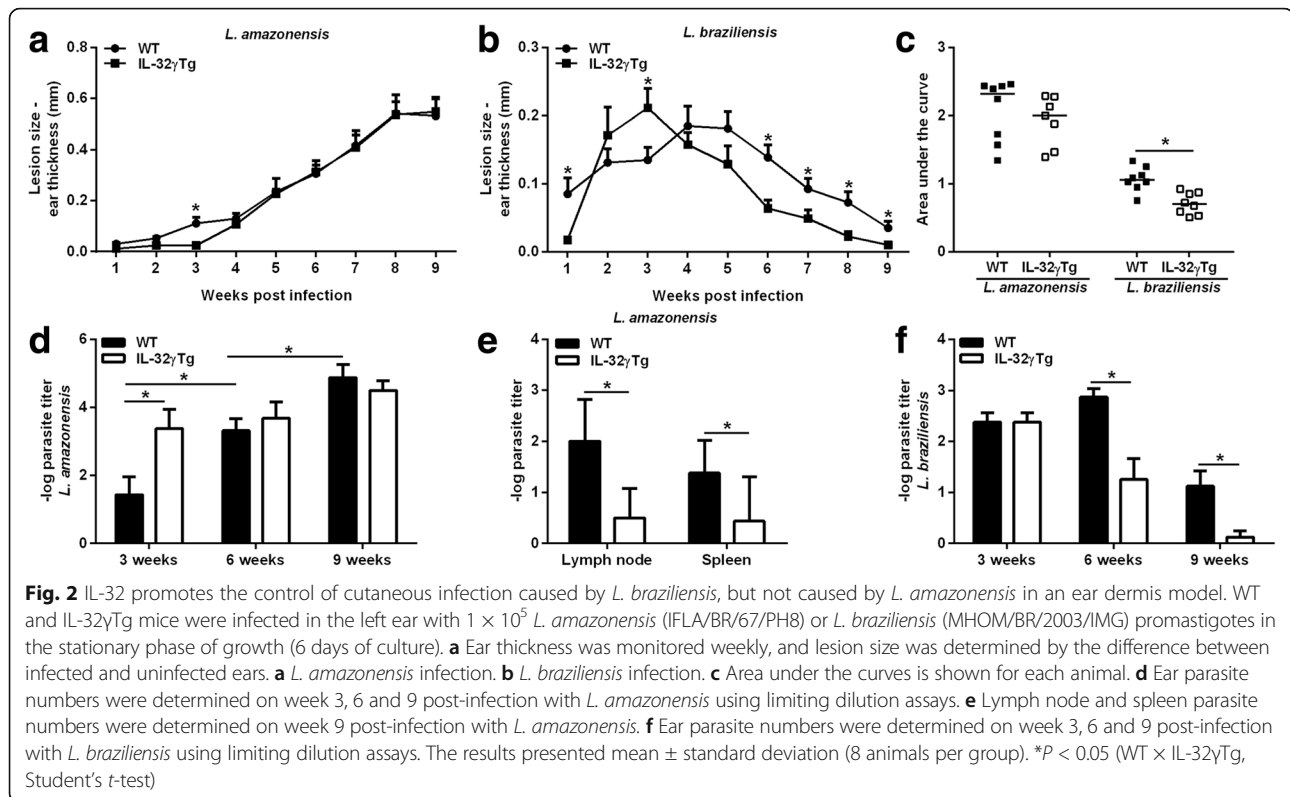 a
L. amazonensis
WT
IL-32γTg
Lesion size -
ear thickness (mm)
0.8
0.6
0.4
0.2
0.0
*
1 2 3 4 5 6 7 8 9
Weeks post infection
b
L. braziliensis
WT
IL-32γTg
Lesion size -
ear thickness (mm)
0.3
0.2
0.1
0.0
* * * * * *
1 2 3 4 5 6 7 8 9
Weeks post infection
c
Area under the curve
3
2
1
0
*
WT IL-32γTg WT IL-32γTg
L. amazonensis L. braziliensis
d
WT
IL-32γTg
-log parasite titer
L. amazonensis
6
4
2
0
* * *
3 weeks 6 weeks 9 weeks
L. amazonensis
e
WT
IL-32γTg
-log parasite titer
4
3
2
1
0
* *
Lymph node Spleen
f
WT
IL-32γTg
-log parasite titer
L. braziliensis
4
3
2
1
0
* *
3 weeks 6 weeks 9 weeks
Fig. 2 IL-32 promotes the control of cutaneous infection caused by L. braziliensis, but not caused by L. amazonensis in an ear dermis model. WT
and IL-32γTg mice were infected in the left ear with 1 × 10⁵ L. amazonensis (IFLA/BR/67/PH8) or L. braziliensis (MHOM/BR/2003/IMG) promastigotes in
the stationary phase of growth (6 days of culture). a Ear thickness was monitored weekly, and lesion size was determined by the difference between
infected and uninfected ears. a L. amazonensis infection. b L. braziliensis infection. c Area under the curves is shown for each animal. d Ear parasite
numbers were determined on week 3, 6 and 9 post-infection with L. amazonensis using limiting dilution assays. e Lymph node and spleen parasite
numbers were determined on week 9 post-infection with L. amazonensis. f Ear parasite numbers were determined on week 3, 6 and 9 post-infection
with L. braziliensis using limiting dilution assays. The results presented mean ± standard deviation (8 animals per group). *P < 0.05 (WT × IL-32γTg,
Student's t-test)